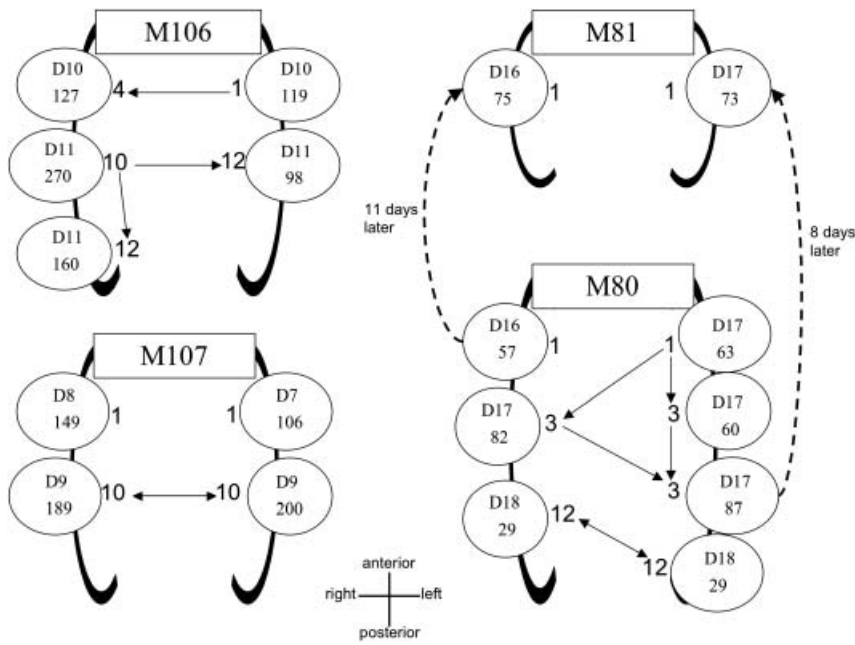 M106
D10
127
4
1
D10
119
D11
270
10
12
D11
98
D11
160
12
M107
D8
149
1
1
D7
106
D9
189
10
10
D9
200
M81
D16
75
1
1
D17
73
11 days
later
8 days
later
M80
D16
57
1
1
D17
63
D17
82
3
3
D17
60
3
D17
87
D18
29
12
12
D18
29
anterior
right
left
posterior